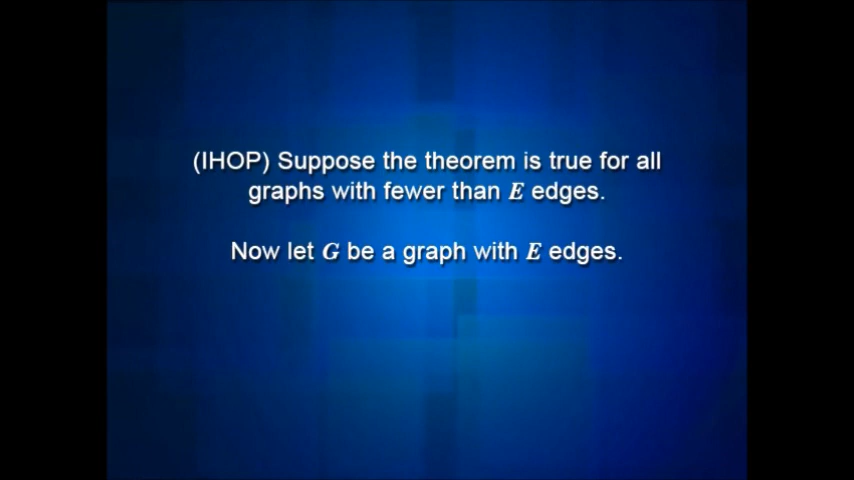 (IHOP) Suppose the theorem is true for all
graphs with fewer than E edges.
Now let G be a graph with E edges.